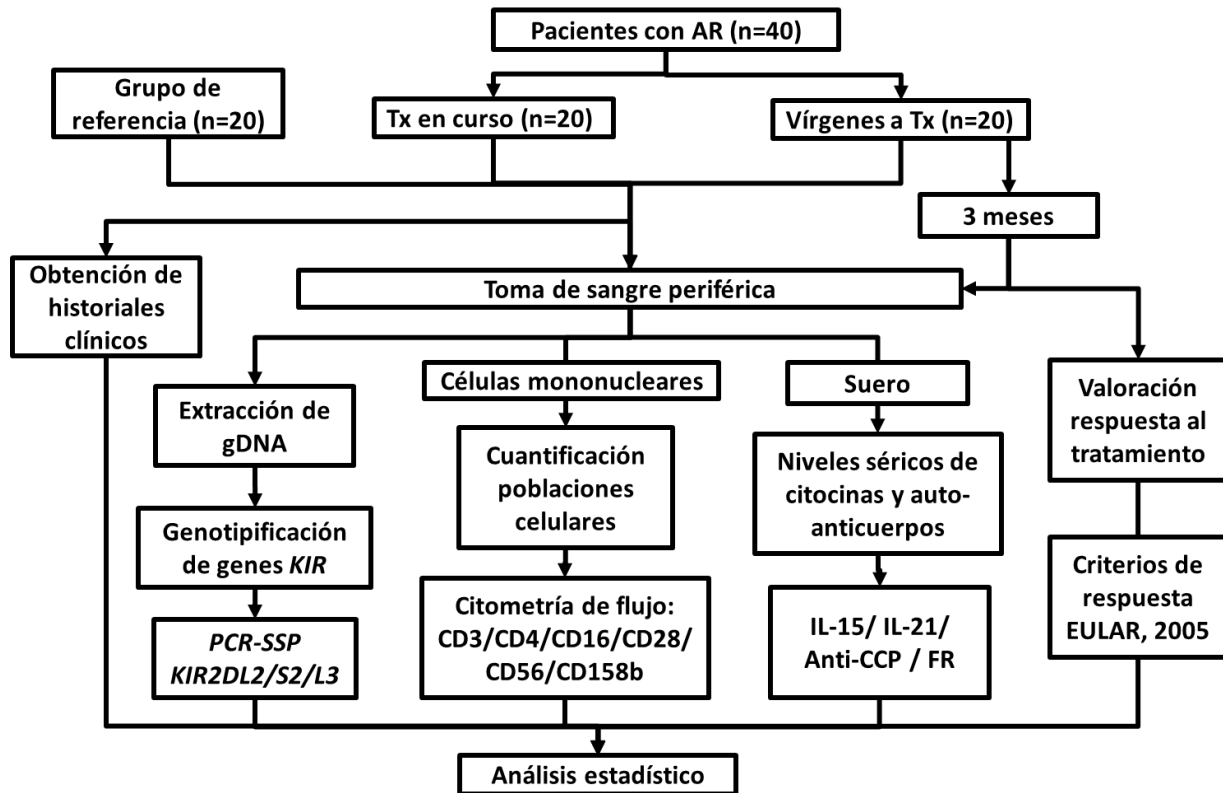 Pacientes con AR (n=40)
Grupo de
referencia (n=20)
Tx en curso (n=20)
Vírgenes a Tx (n=20)
3 meses
Obtención de
historiales
clínicos
Toma de sangre periférica
Extracción de
gDNA
Células mononucleares
Suero
Valoración
respuesta al
tratamiento
Cuantificación
poblaciones
celulares
Niveles séricos de
citocinas y auto-
anticuerpos
Genotipificación
de genes KIR
Criterios de
respuesta
EULAR, 2005
PCR-SSP
KIR2DL2/S2/L3
Citometría de flujo:
CD3/CD4/CD16/CD28/
CD56/CD158b
IL-15/ IL-21/
Anti-CCP / FR
Análisis estadístico